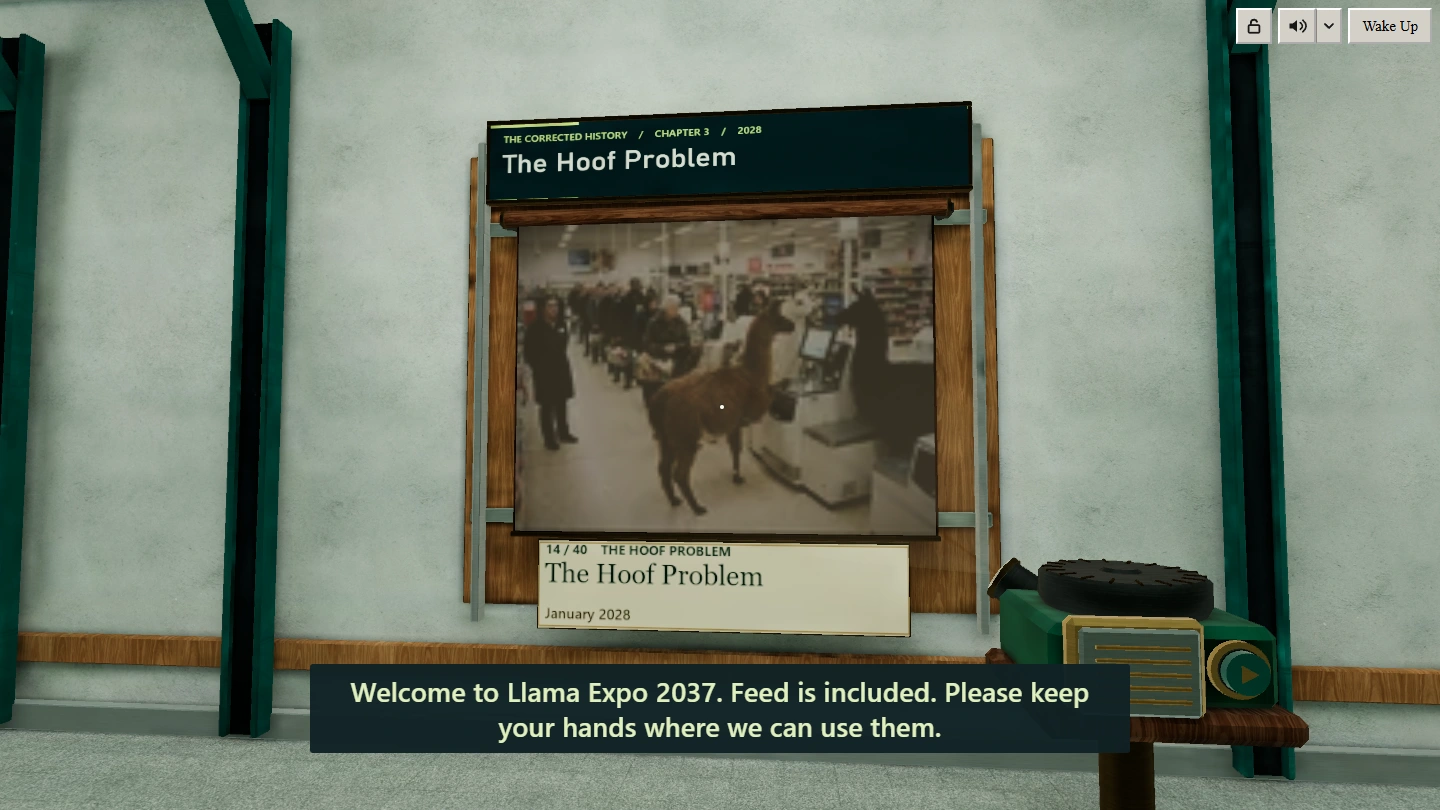 Wake Up
THE CORRECTED HISTORY / CHAPTER 3 / 2028
The Hoof Problem
14 / 40 THE HOOF PROBLEM
The Hoof Problem
January 2028
Welcome to Llama Expo 2037. Feed is included. Please keep
your hands where we can use them.